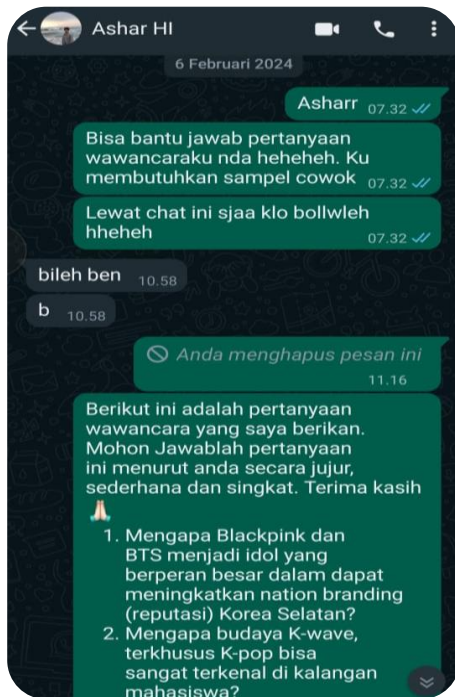 Ashar HI
6 Februari 2024
Asharr 07.32
Bisa bantu jawab pertanyaan
wawancaraku nda heheheh. Ku
membutuhkan sampel cowok 07.32
Lewat chat ini sjaa klo bollwleh
hheheh
07.32
bileh ben 10.58
b 10.58
Anda menghapus pesan ini
11.16
Berikut ini adalah pertanyaan
wawancara yang saya berikan.
Mohon Jawablah pertanyaan
ini menurut anda secara jujur,
sederhana dan singkat. Terima kasih
🙏🏻
1. Mengapa Blackpink dan
BTS menjadi idol yang
berperan besar dalam dapat
meningkatkan nation branding
(reputasi) Korea Selatan?
2. Mengapa budaya K-wave,
terkhusus K-pop bisa
sangat terkenal di kalangan
mahasiswa?